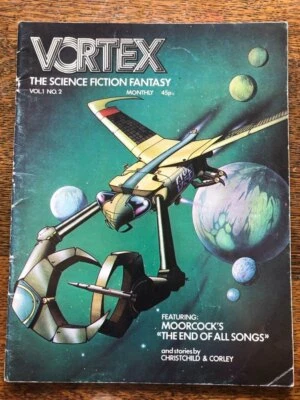 VORTEX
THE SCIENCE FICTION FANTASY
VOL.1 NO.2 MONTHLY 45p
FEATURING:
MOORCOCK'S
"THE END OF ALL SONGS"
and stories by
CHRISTCHILD & CORLEY